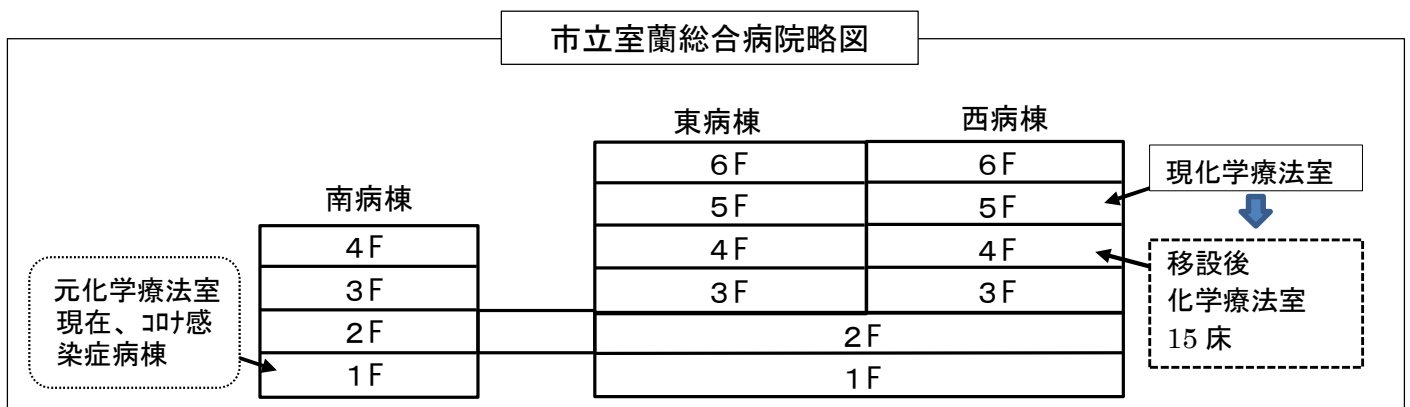 市立室蘭総合病院略図
東病棟
西病棟
6F
6F
現化学療法室
南病棟
5F
5F
4F
4F
4F
移設後
化学療法室
15床
元化学療法室
現在、ｺﾛﾅ感
染症病棟
3F
3F
3F
2F
2F
1F
1F